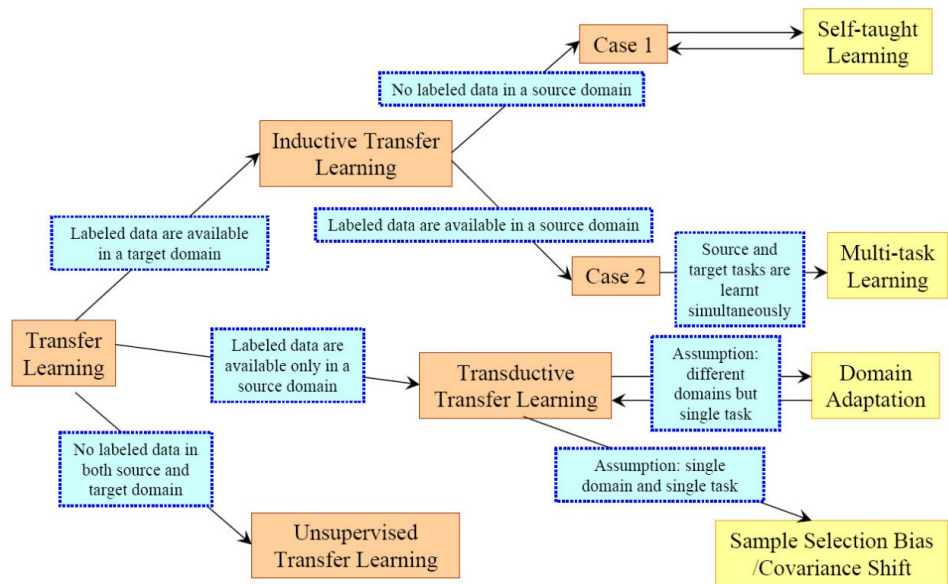 Self-taught
Learning
Case 1
No labeled data in a source domain
Inductive Transfer
Learning
Labeled data are available
in a target domain
Labeled data are available in a source domain
Case 2
Source and
target tasks are
learnt
simultaneously
Multi-task
Learning
Transfer
Learning
Labeled data are
available only in a
source domain
Transductive
Transfer Learning
Assumption:
different
domains but
single task
Domain
Adaptation
No labeled data in
both source and
target domain
Assumption: single
domain and single task
Unsupervised
Transfer Learning
Sample Selection Bias
/Covariance Shift